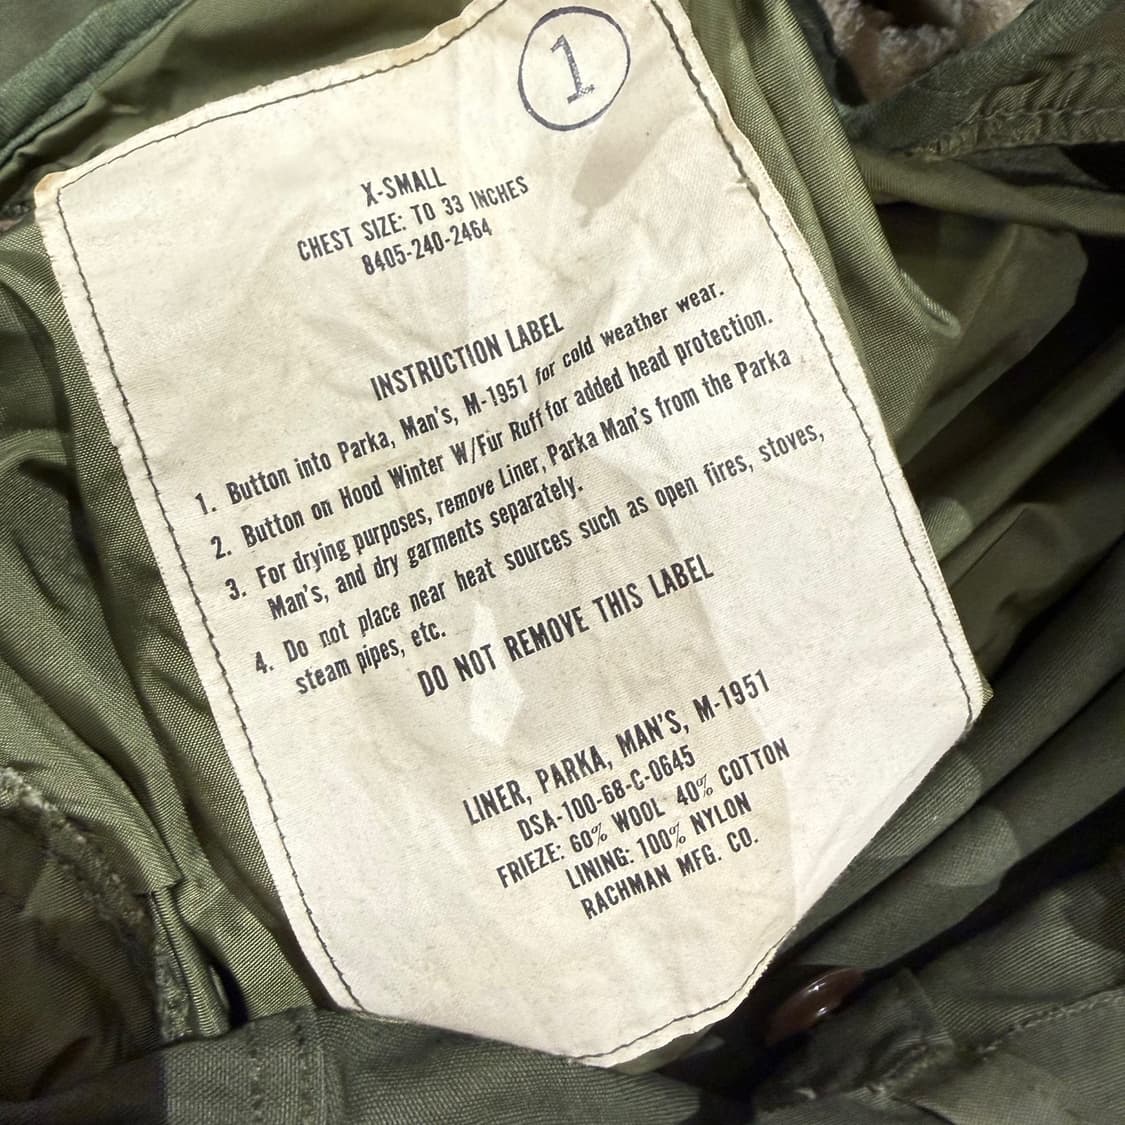 1
X-SMALL
CHEST SIZE: TO 33 INCHES
8405-240-2464
INSTRUCTION LABEL
1. Button into Parka, Man's, M-1951 for cold weather wear.
2. Button on Hood Winter W/Fur Ruff for added head protection.
3. For drying purposes, remove Liner, Parka Man's from the Parka
Man's, and dry garments separately.
4. Do not place near heat sources such as open fires, stoves,
steam pipes, etc.
DO NOT REMOVE THIS LABEL
LINER, PARKA, MAN'S, M-1951
DSA-100-68-C-0645
FRIEZE: 60% WOOL 40% COTTON
LINING: 100% NYLON
RACHMAN MFG. CO.